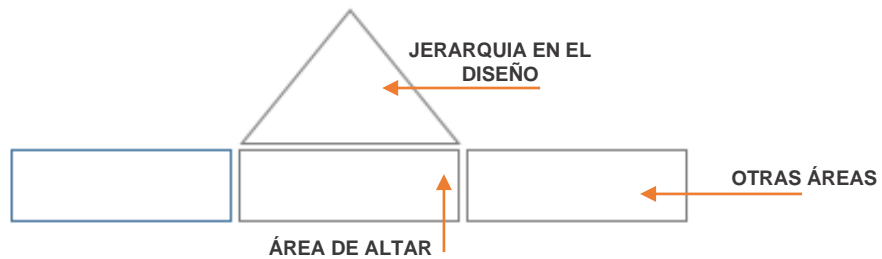 JERARQUIA EN EL
DISEÑO
OTRAS ÁREAS
ÁREA DE ALTAR